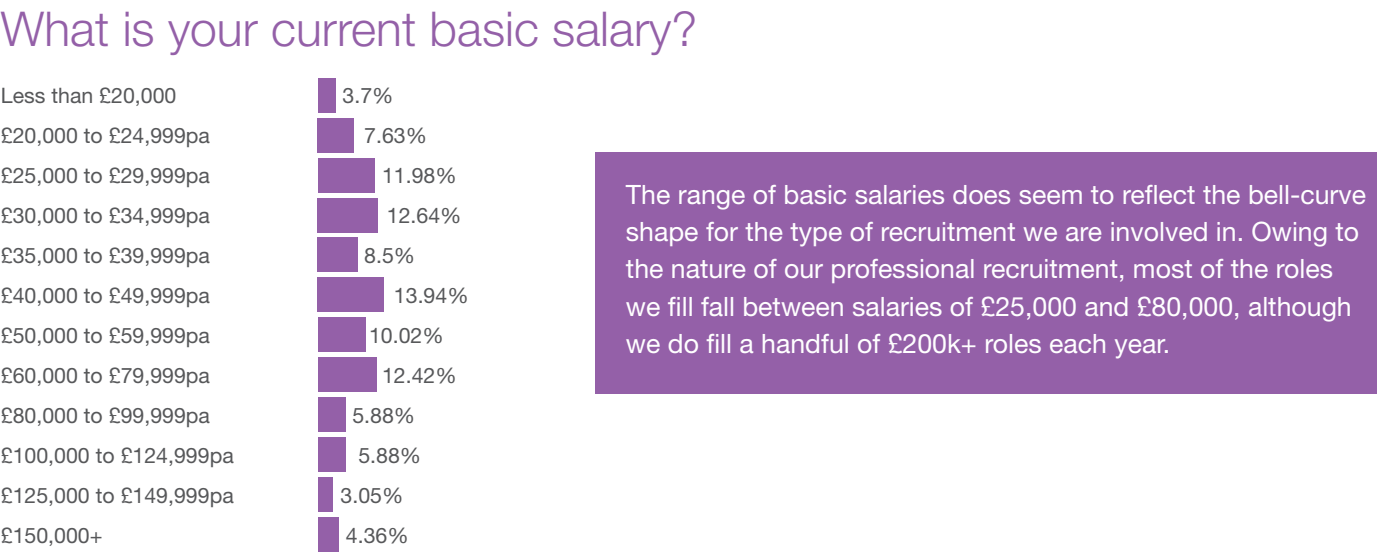 What is your current basic salary?
Less than £20,000 3.7%
£20,000 to £24,999pa 7.63%
£25,000 to £29,999pa 11.98%
£30,000 to £34,999pa 12.64%
£35,000 to £39,999pa 8.5%
£40,000 to £49,999pa 13.94%
£50,000 to £59,999pa 10.02%
£60,000 to £79,999pa 12.42%
£80,000 to £99,999pa 5.88%
£100,000 to £124,999pa 5.88%
£125,000 to £149,999pa 3.05%
£150,000+ 4.36%
The range of basic salaries does seem to reflect the bell-curve
shape for the type of recruitment we are involved in. Owing to
the nature of our professional recruitment, most of the roles
we fill fall between salaries of £25,000 and £80,000, although
we do fill a handful of £200k+ roles each year.